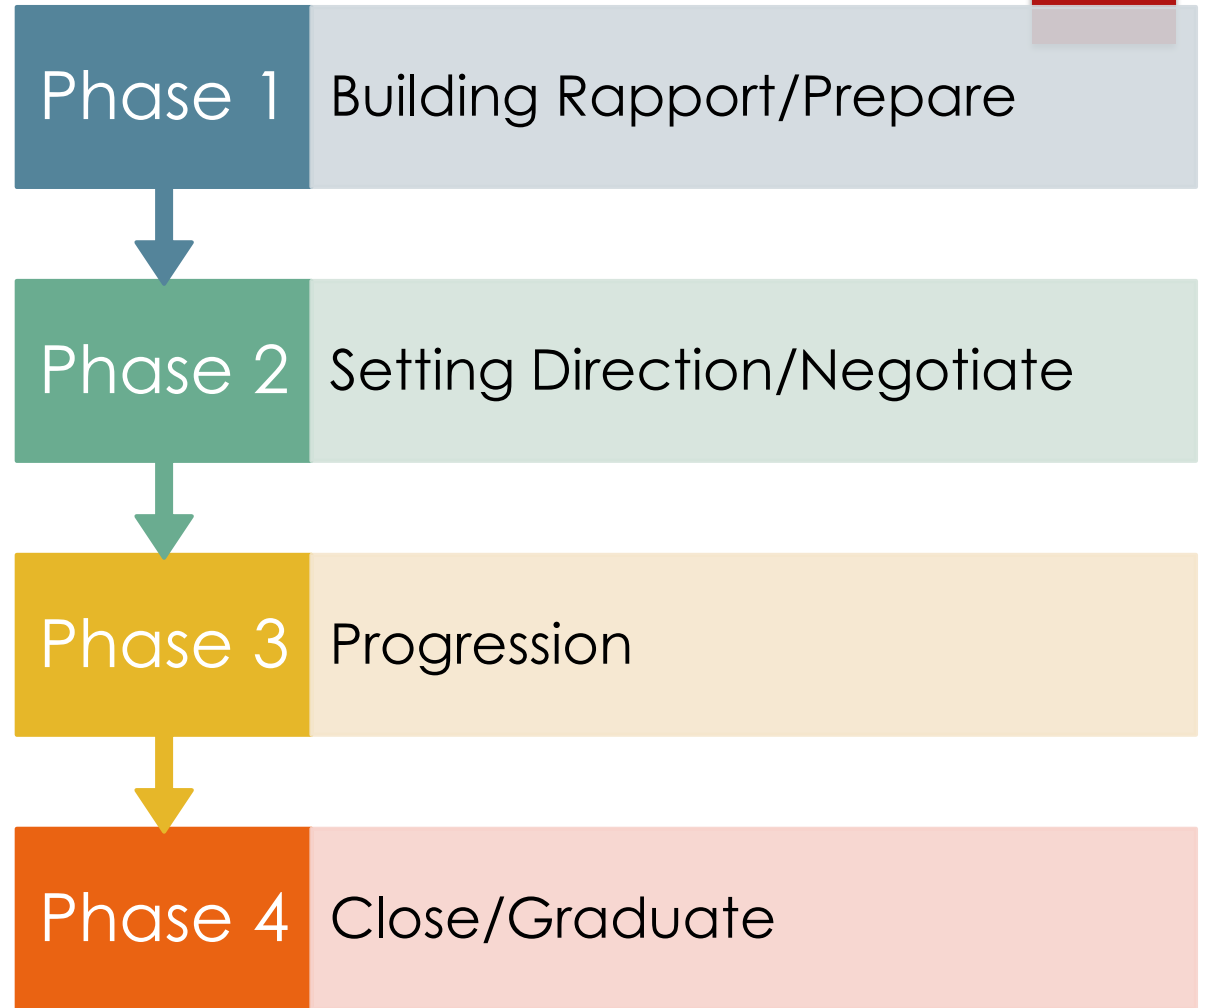 Phase 1 Building Rapport/Prepare
Phase 2 Setting Direction/Negotiate
Phase 3 Progression
Phase 4 Close/Graduate